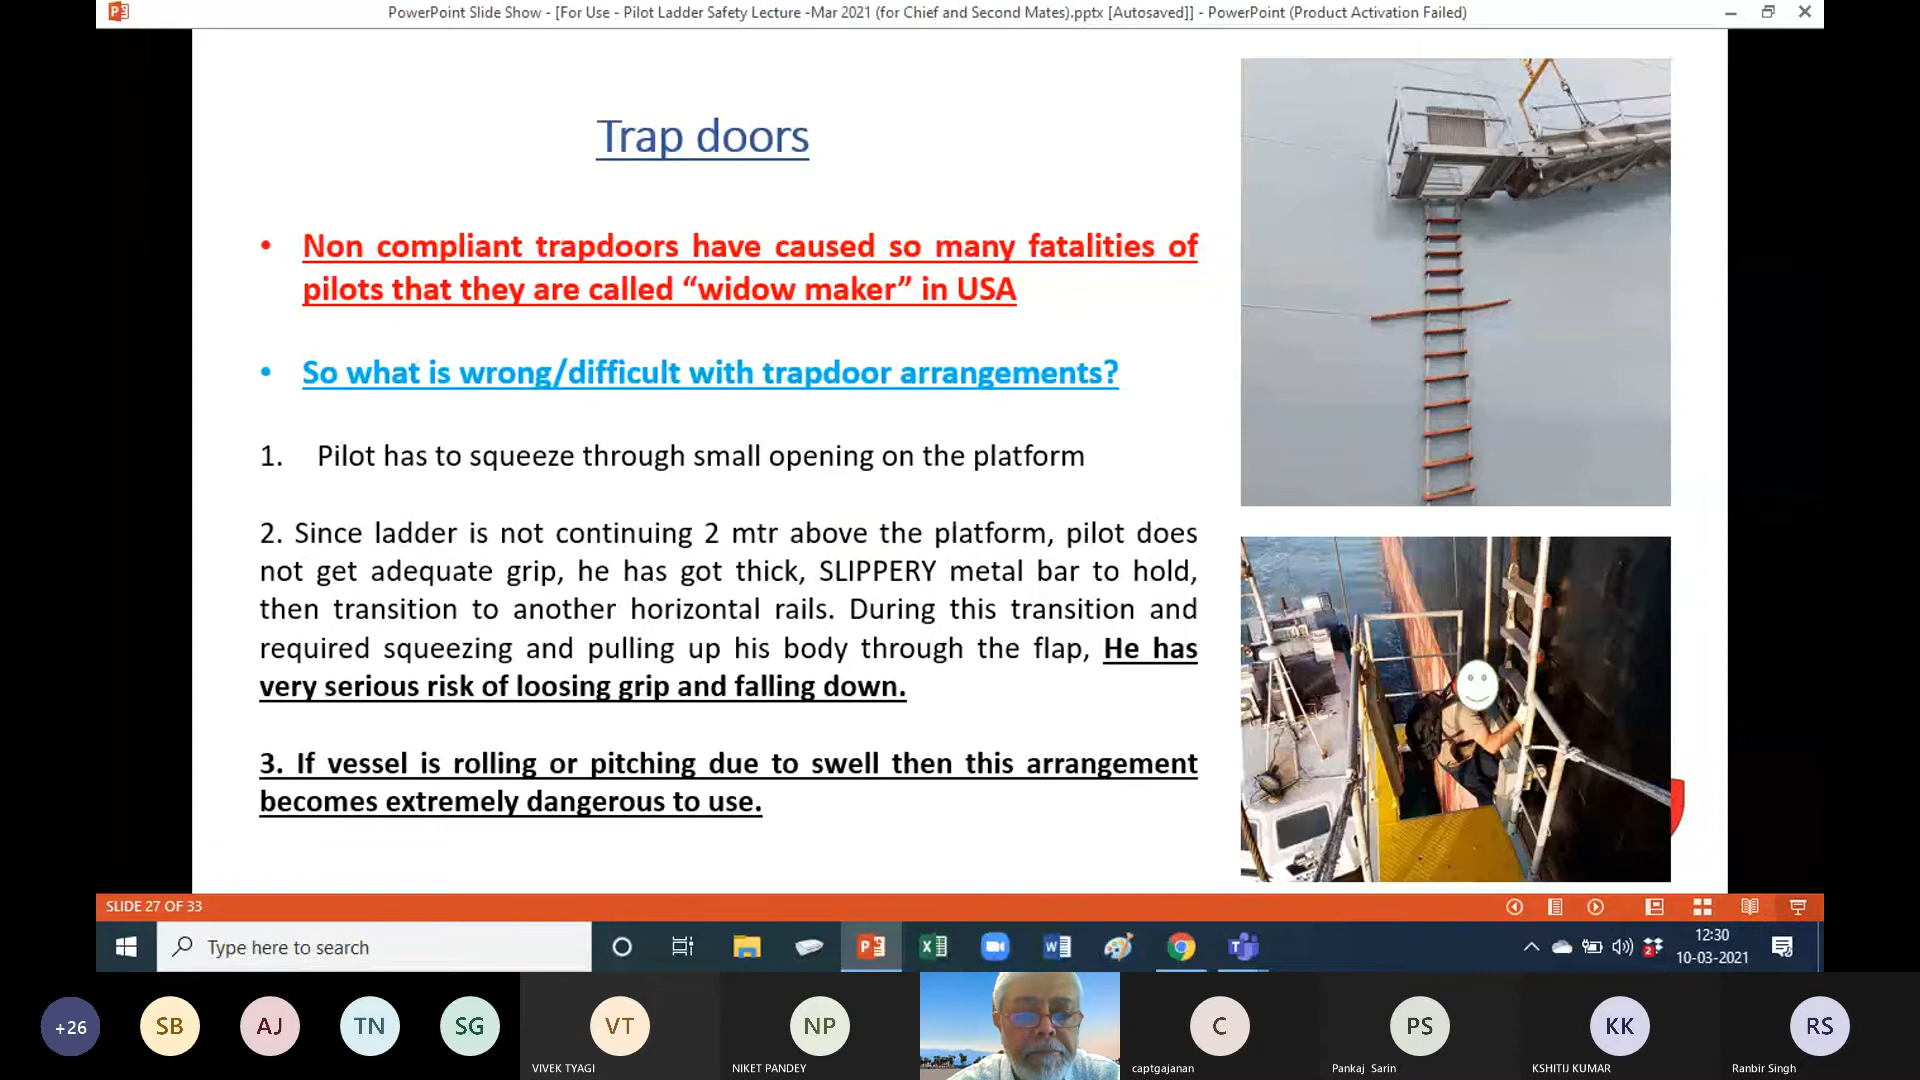 PowerPoint Slide Show - [For Use - Pilot Ladder Safety Lecture -Mar 2021 (for Chief and Second Mates).pptx [Autosaved]] - PowerPoint (Product Activation Failed)
Trap doors
• Non compliant trapdoors have caused so many fatalities of
pilots that they are called “widow maker” in USA
• So what is wrong/difficult with trapdoor arrangements?
1. Pilot has to squeeze through small opening on the platform
2. Since ladder is not continuing 2 mtr above the platform, pilot does
not get adequate grip, he has got thick, SLIPPERY metal bar to hold,
then transition to another horizontal rails. During this transition and
required squeezing and pulling up his body through the flap, He has
very serious risk of loosing grip and falling down.
3. If vessel is rolling or pitching due to swell then this arrangement
becomes extremely dangerous to use.
SLIDE 27 OF 33
Type here to search
12:30
10-03-2021
+26
SB
AJ
TN
SG
VT
NP
C
PS
KK
RS
VIVEK TYAGI
NIKET PANDEY
captgajanan
Pankaj Sarin
KSHITIJ KUMAR
Ranbir Singh